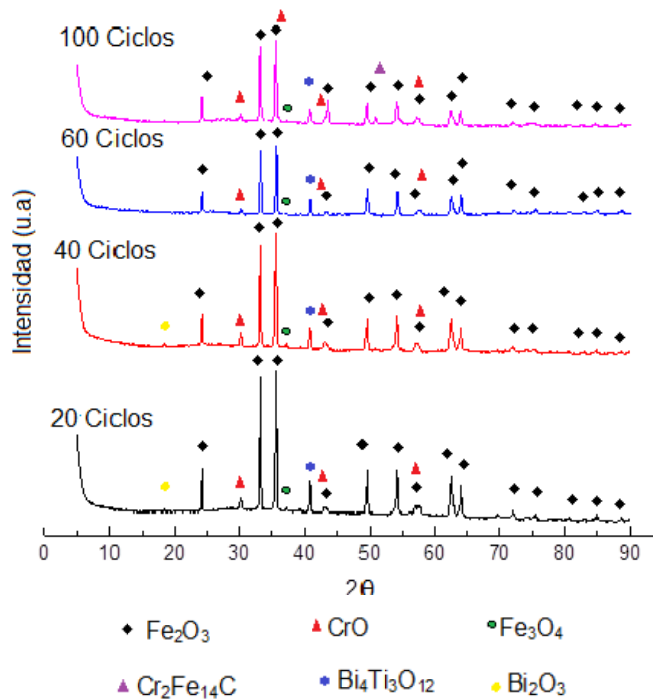 100 Ciclos
60 Ciclos
40 Ciclos
20 Ciclos
Intensidad (u.a)
0 10 20 30 40 50 60 70 80 90
2θ
Fe₂O₃ CrO Fe₃O₄
Cr₂Fe₁₄C Bi₄Ti₃O₁₂ Bi₂O₃